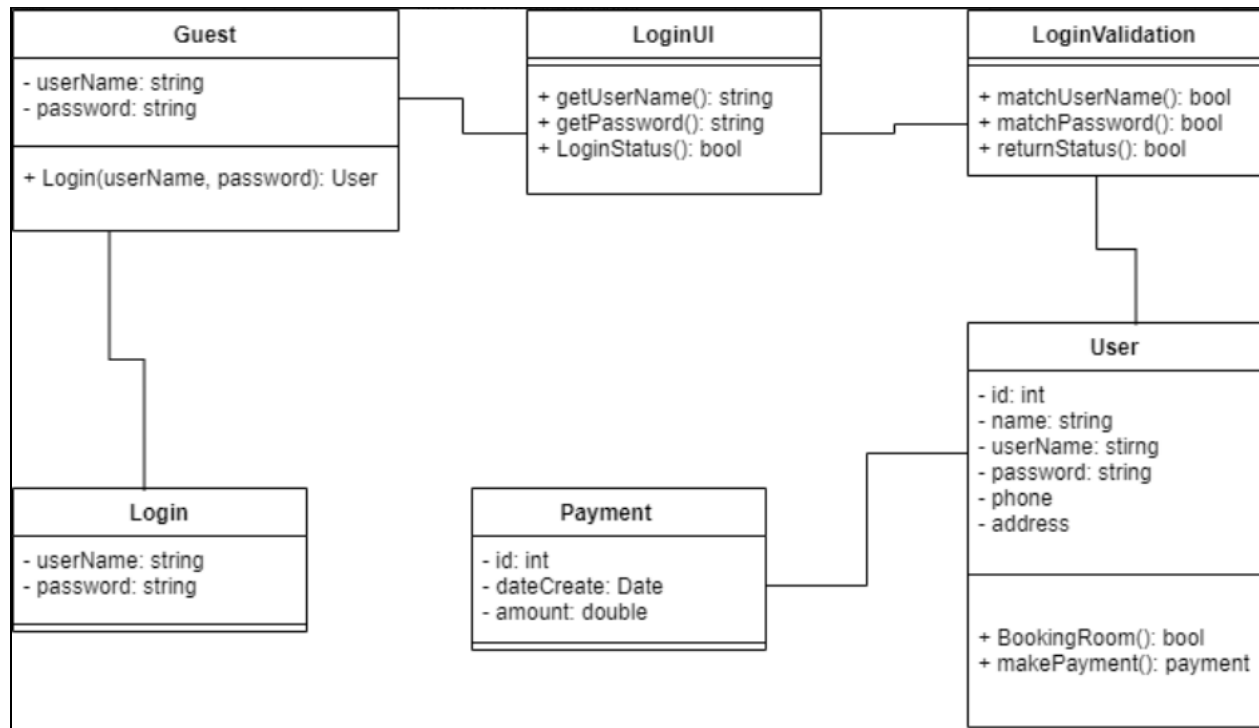 Guest
- userName: string
- password: string
+ Login(userName, password): User
LoginUI
+ getUserName(): string
+ getPassword(): string
+ LoginStatus(): bool
LoginValidation
+ matchUserName(): bool
+ matchPassword(): bool
+ returnStatus(): bool
Login
- userName: string
- password: string
Payment
- id: int
- dateCreate: Date
- amount: double
User
- id: int
- name: string
- userName: stirng
- password: string
- phone
- address
+ BookingRoom(): bool
+ makePayment(): payment